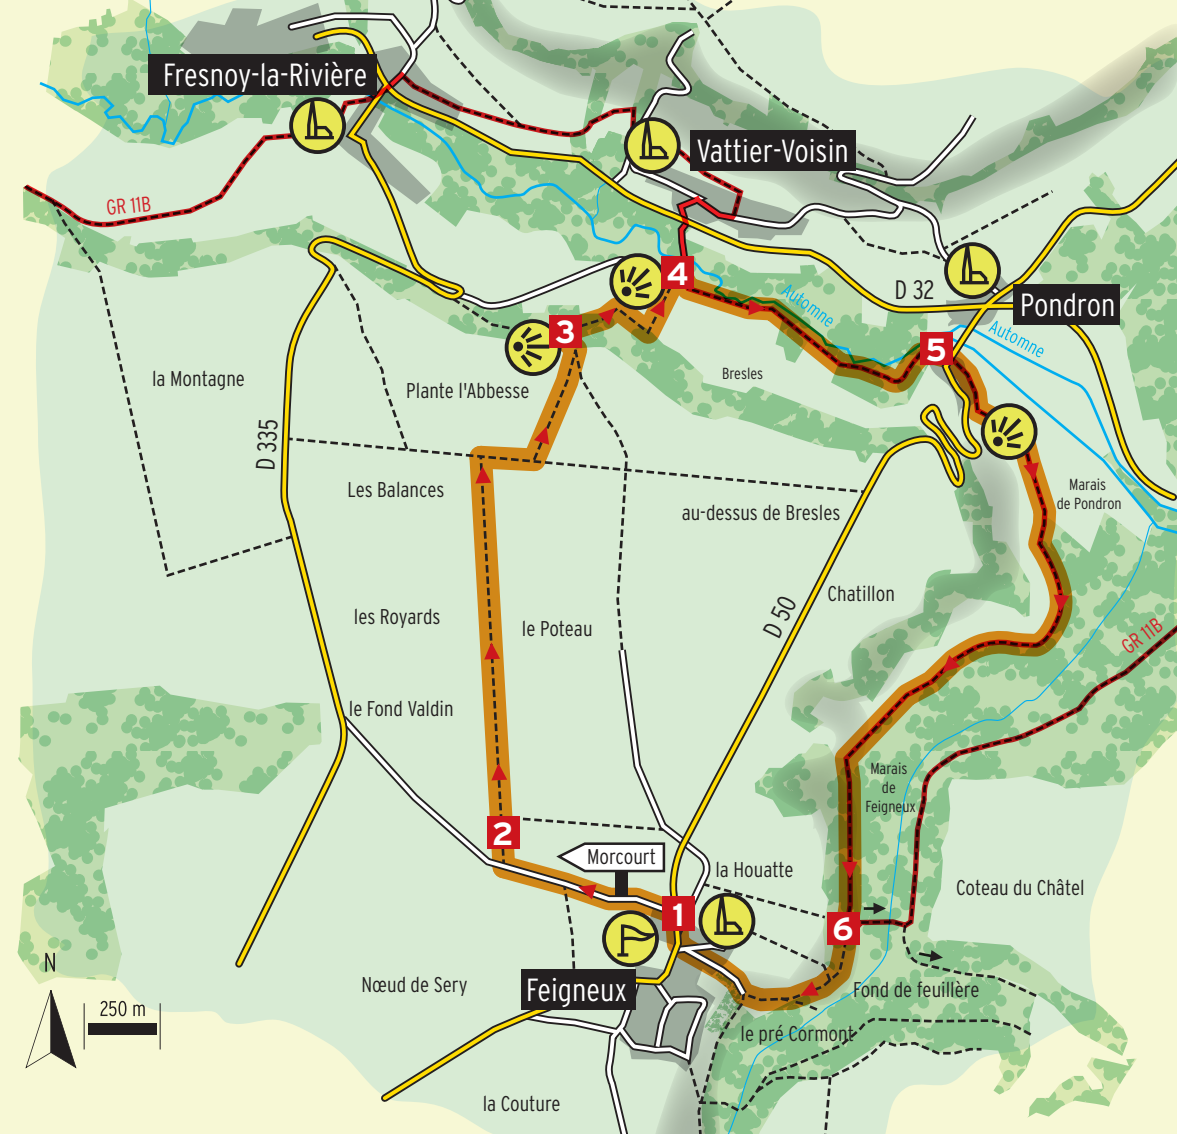 Fresnoy-la-Rivière
Vattier-Voisin
GR 11B
4
D 32
Automne
Pondron
Automne
3
5
la Montagne
Plante l'Abbesse
Bresles
D 335
Les Balances
au-dessus de Bresles
Marais
de Pondron
les Royards
le Poteau
Chatillon
D 50
GR 11B
le Fond Valdin
Marais
de
Feigneux
2
Morcourt
la Houatte
Coteau du Châtel
1
6
N
Nœud de Sery
Feigneux
Fond de feuillère
250 m
le pré Cormont
la Couture